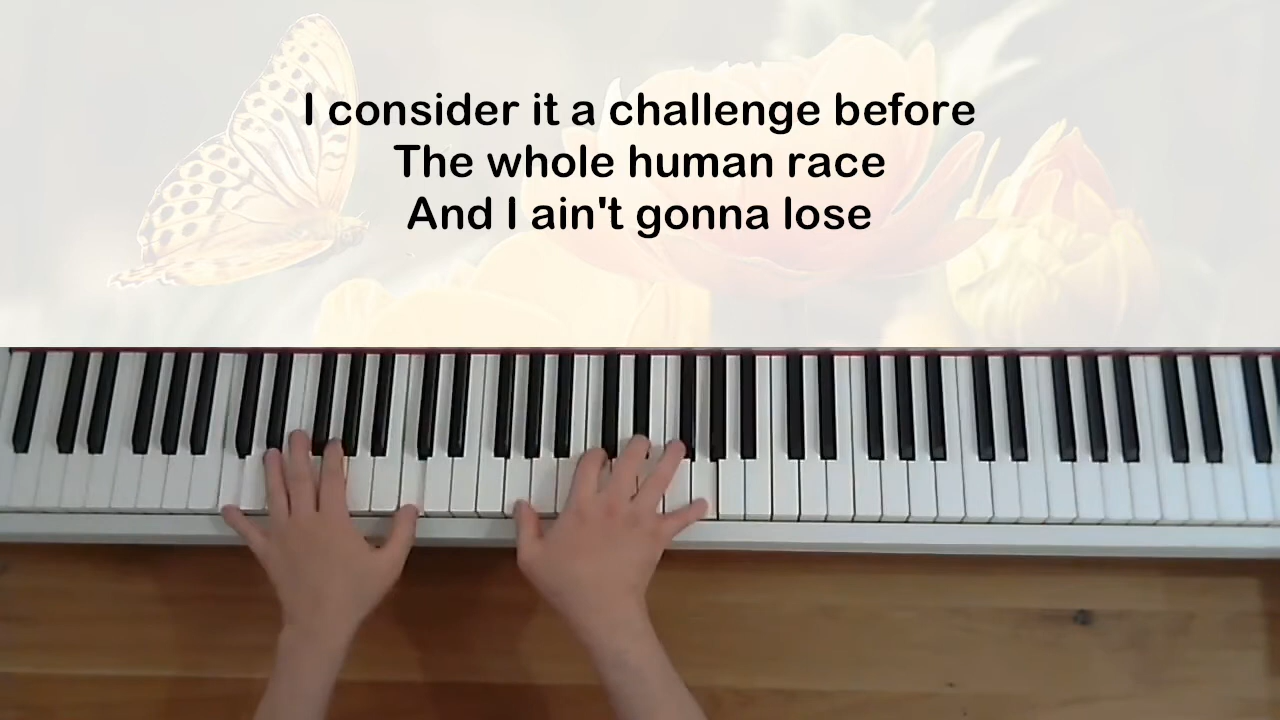 I consider it a challenge before
The whole human race
And I ain't gonna lose